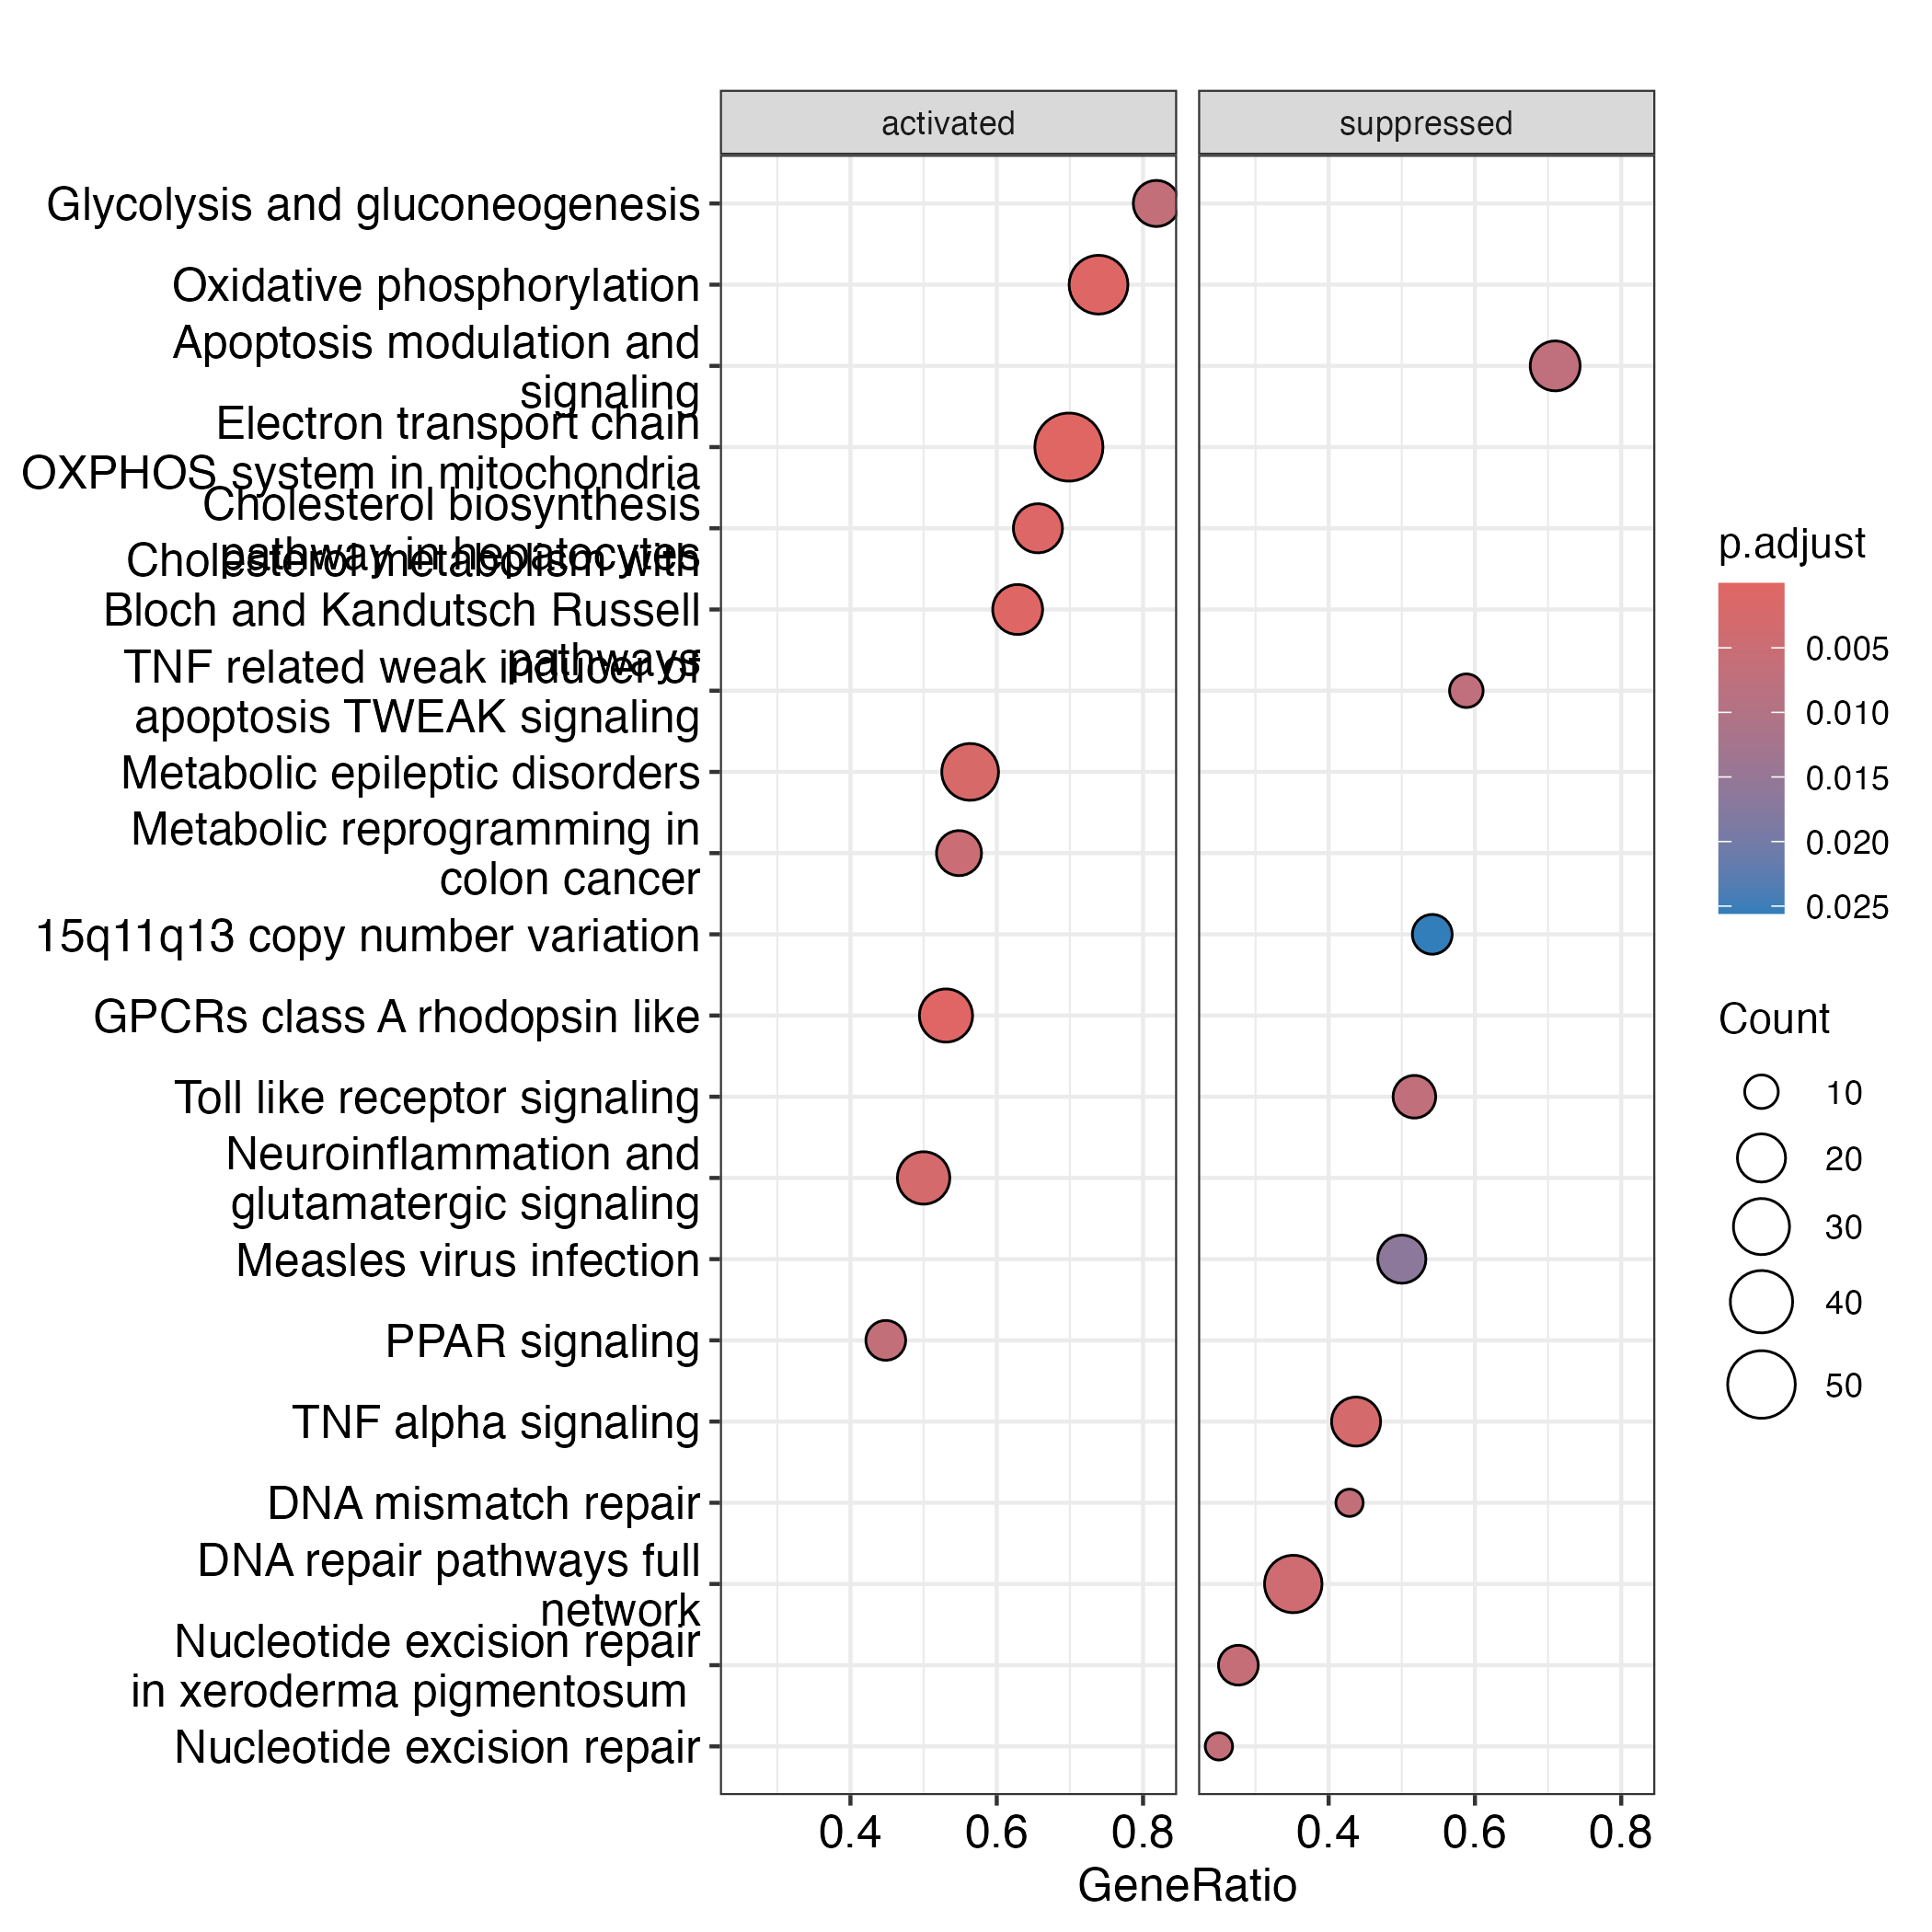 activated
suppressed
Glycolysis and gluconeogenesis
Oxidative phosphorylation
Apoptosis modulation and
signaling
Electron transport chain
OXPHOS system in mitochondria
Cholesterol biosynthesis
pathway in hepatocytes
Cholesterol metabolism with
Bloch and Kandutsch Russell
pathways
TNF related weak inducer of
apoptosis TWEAK signaling
Metabolic epileptic disorders
Metabolic reprogramming in
colon cancer
15q11q13 copy number variation
GPCRs class A rhodopsin like
Toll like receptor signaling
Neuroinflammation and
glutamatergic signaling
Measles virus infection
PPAR signaling
TNF alpha signaling
DNA mismatch repair
DNA repair pathways full
network
Nucleotide excision repair
in xeroderma pigmentosum
Nucleotide excision repair
0.4 0.6 0.8
0.4 0.6 0.8
GeneRatio
p.adjust
0.005
0.010
0.015
0.020
0.025
Count
10
20
30
40
50